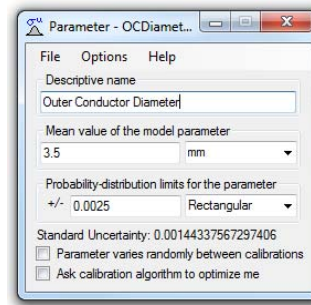 σu Parameter - OCDiamet...
File Options Help
Descriptive name
Outer Conductor Diameter
Mean value of the model parameter
3.5 mm
Probability-distribution limits for the parameter
+/- 0.0025 Rectangular
Standard Uncertainty: 0.00144337567297406
Parameter varies randomly between calibrations
Ask calibration algorithm to optimize me